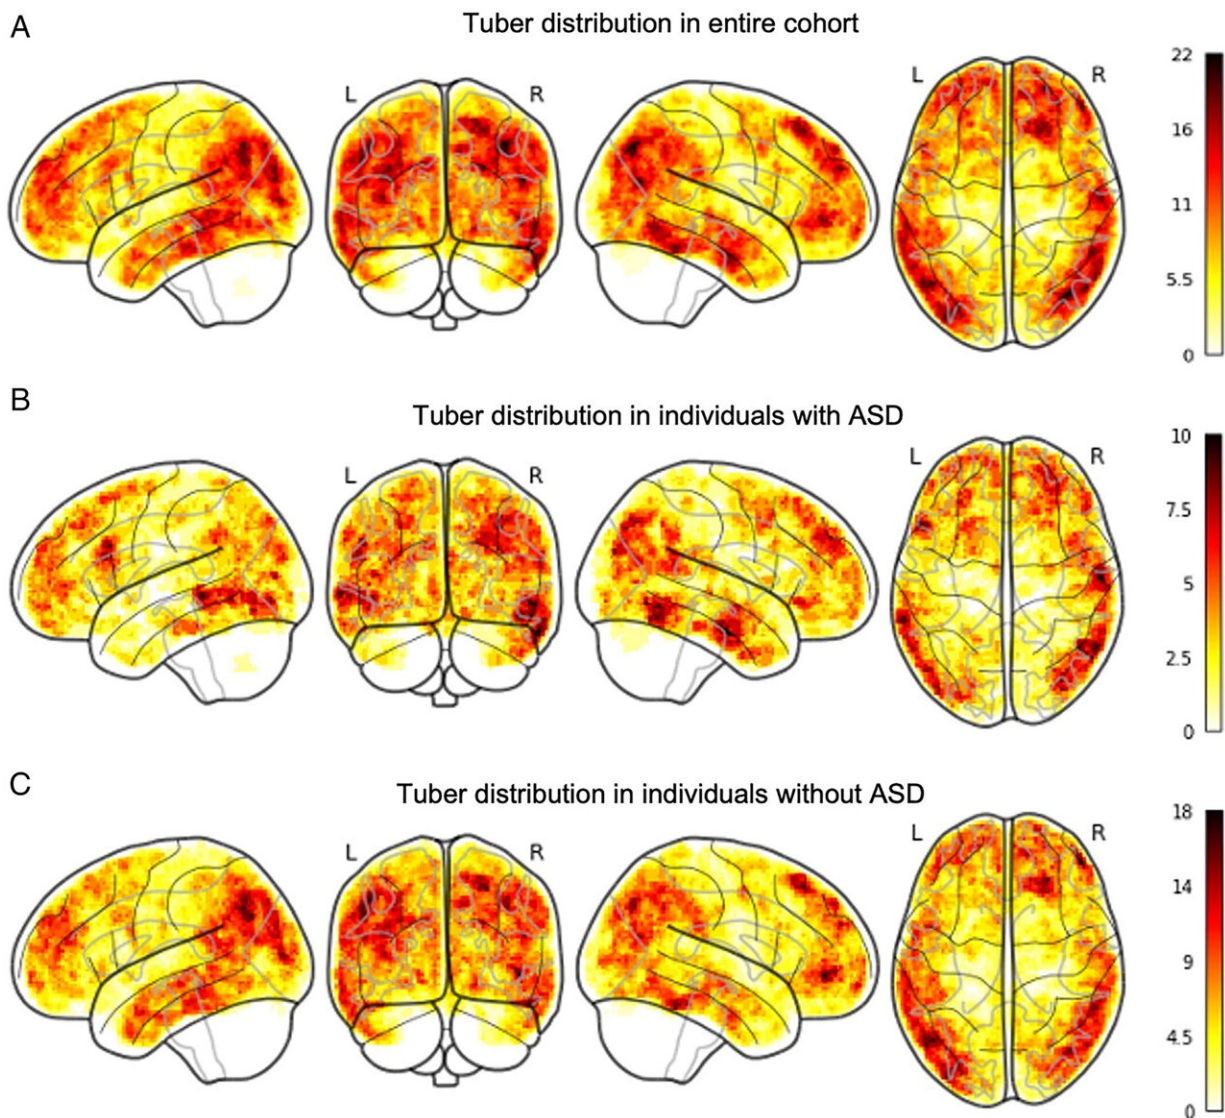 A
Tuber distribution in entire cohort
L R
L R
22
16
11
5.5
0
B
Tuber distribution in individuals with ASD
L R
L R
10
7.5
5
2.5
0
C
Tuber distribution in individuals without ASD
L R
L R
18
14
9
4.5
0